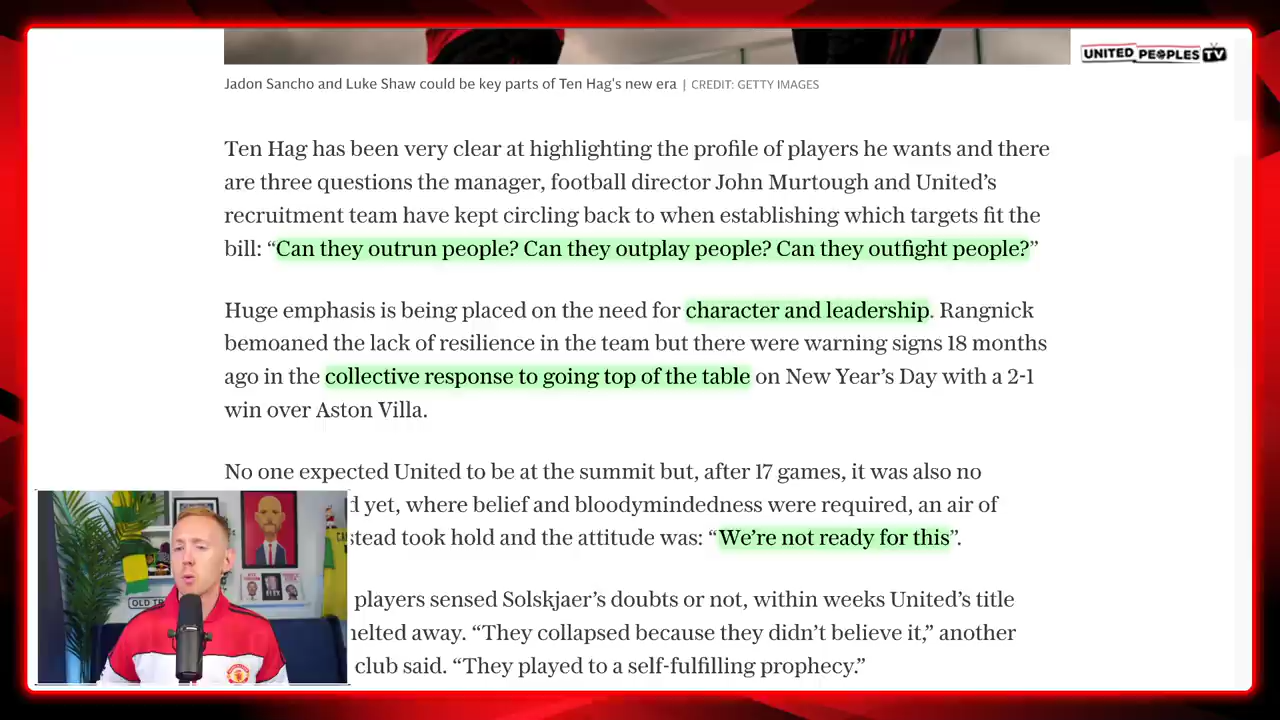 UNITED PEOPLES TV
Jadon Sancho and Luke Shaw could be key parts of Ten Hag's new era | CREDIT: GETTY IMAGES
Ten Hag has been very clear at highlighting the profile of players he wants and there
are three questions the manager, football director John Murtough and United's
recruitment team have kept circling back to when establishing which targets fit the
bill: “Can they outrun people? Can they outplay people? Can they outfight people?”
Huge emphasis is being placed on the need for character and leadership. Rangnick
bemoaned the lack of resilience in the team but there were warning signs 18 months
ago in the collective response to going top of the table on New Year's Day with a 2-1
win over Aston Villa.
No one expected United to be at the summit but, after 17 games, it was also no
yet, where belief and bloodymindedness were required, an air of
took hold and the attitude was: “We're not ready for this”.
players sensed Solskjaer's doubts or not, within weeks United's title
away. “They collapsed because they didn't believe it,” another
club said. “They played to a self-fulfilling prophecy.”
OLD